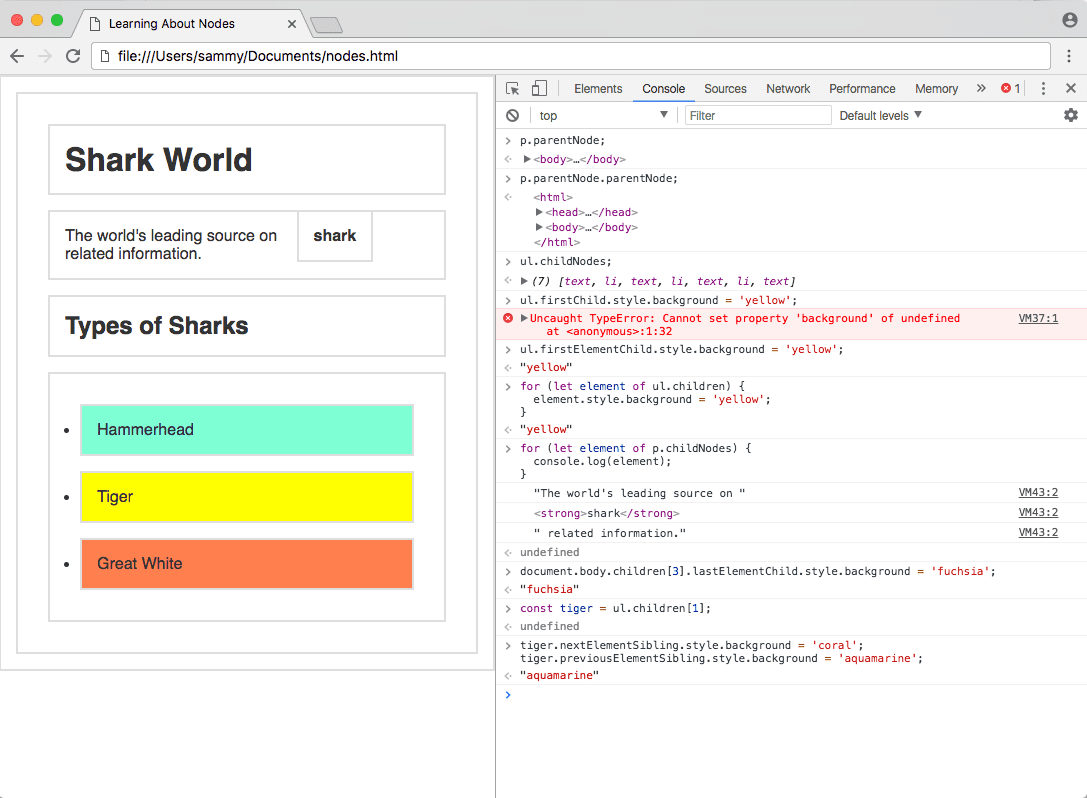 Learning About Nodes
file:///Users/sammy/Documents/nodes.html
Shark World
The world's leading source on shark
related information.
Types of Sharks
Hammerhead
Tiger
Great White
Elements Console Sources Network Performance Memory » 1
top Filter Default levels
p.parentNode;
<body>…</body>
p.parentNode.parentNode;
<html>
<head>…</head>
<body>…</body>
</html>
ul.childNodes;
(7) [text, li, text, li, text, li, text]
ul.firstChild.style.background = 'yellow';
Uncaught TypeError: Cannot set property 'background' of undefined VM37:1
at <anonymous>:1:32
ul.firstElementChild.style.background = 'yellow';
"yellow"
for (let element of ul.children) {
element.style.background = 'yellow';
}
"yellow"
for (let element of p.childNodes) {
console.log(element);
}
"The world's leading source on " VM43:2
<strong>shark</strong> VM43:2
" related information." VM43:2
undefined
document.body.children[3].lastElementChild.style.background = 'fuchsia';
"fuchsia"
const tiger = ul.children[1];
undefined
tiger.nextElementSibling.style.background = 'coral';
tiger.previousElementSibling.style.background = 'aquamarine';
"aquamarine"